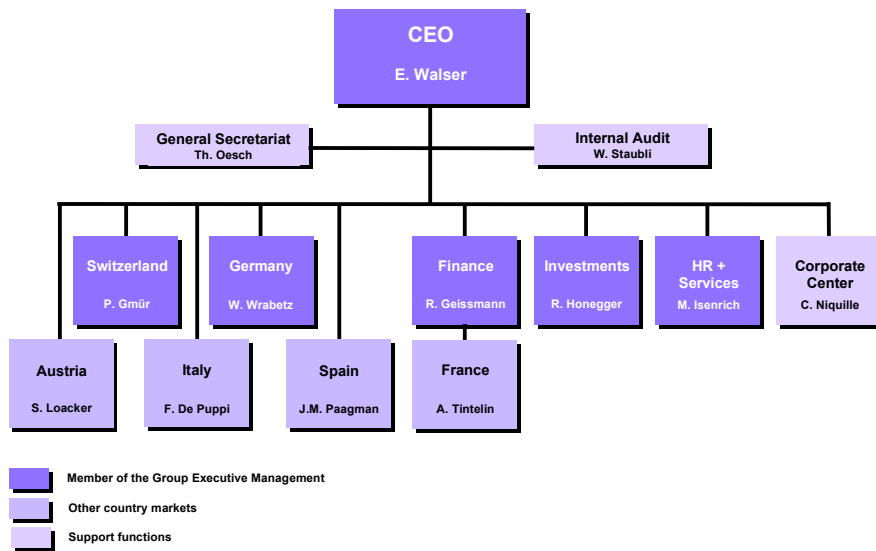 CEO
E. Walser
General Secretariat
Th. Oesch
Internal Audit
W. Staubli
Switzerland
P. Gmür
Germany
W. Wrabetz
Finance
R. Geissmann
Investments
R. Honegger
HR +
Services
M. Isenrich
Corporate
Center
C. Niquille
Austria
S. Loacker
Italy
F. De Puppi
Spain
J.M. Paagman
France
A. Tintelin
Member of the Group Executive Management
Other country markets
Support functions